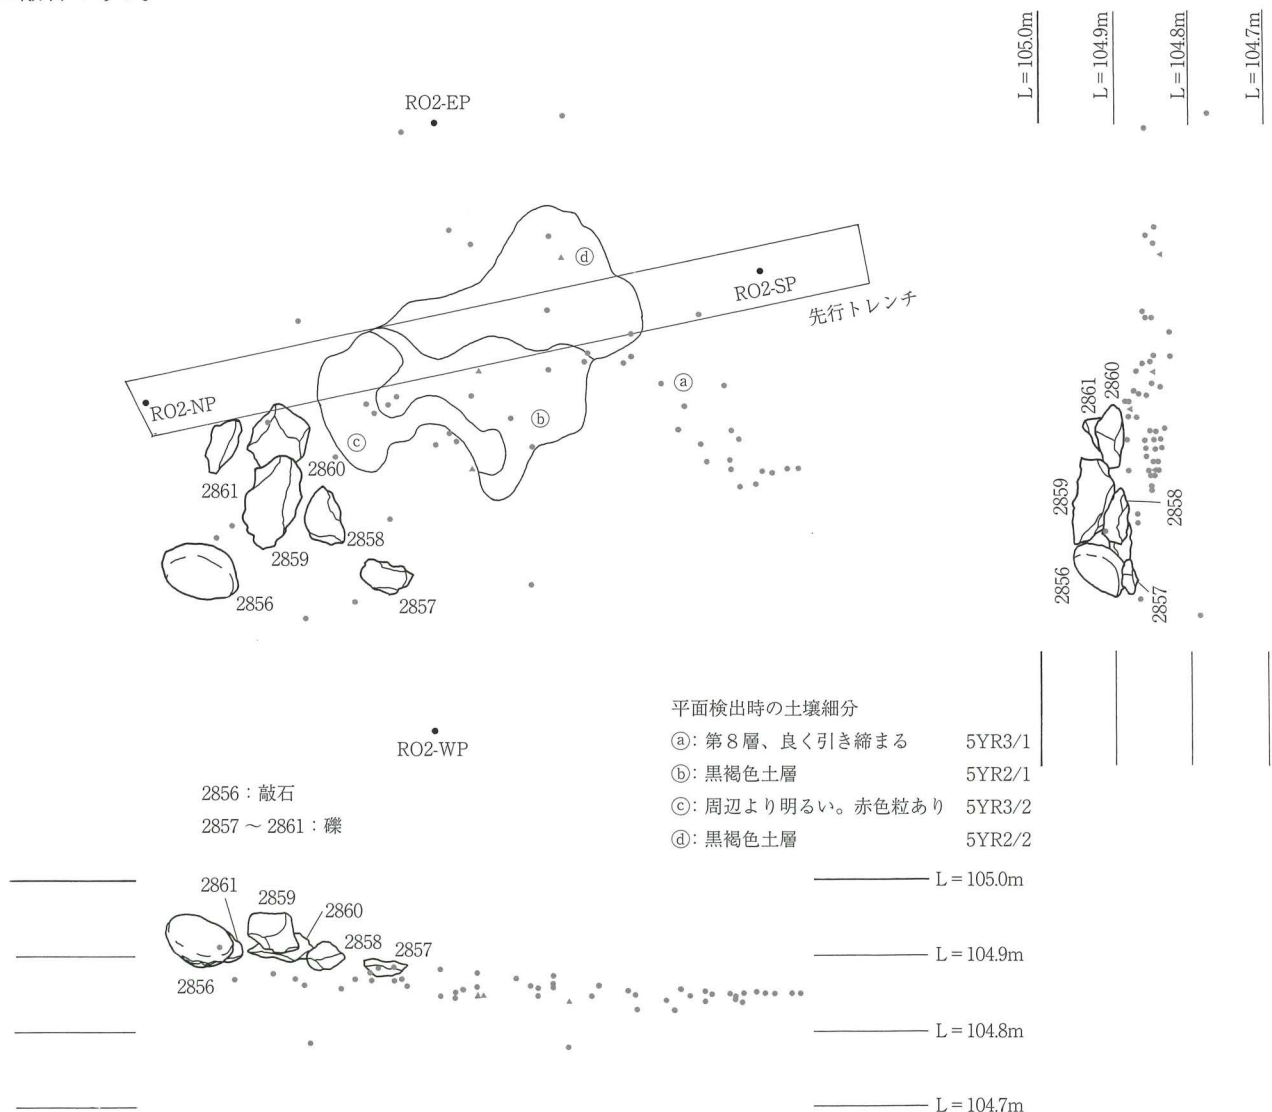 L＝105.0m
L＝104.9m
L＝104.8m
L＝104.7m
RO2-EP
ⓓ
RO2-SP
先行トレンチ
ⓐ
RO2-NP
ⓑ
ⓒ
2860
2861
2858
2859
2856
2857
2861
2860
2859
2858
2856
2857
RO2-WP
2856：敲石
2857～2861：礫
平面検出時の土壌細分
ⓐ：第８層、良く引き締まる 5YR3/1
ⓑ：黒褐色土層 5YR2/1
ⓒ：周辺より明るい。赤色粒あり 5YR3/2
ⓓ：黒褐色土層 5YR2/2
2861
2859
2860
2858
2857
2856
L＝105.0m
L＝104.9m
L＝104.8m
L＝104.7m